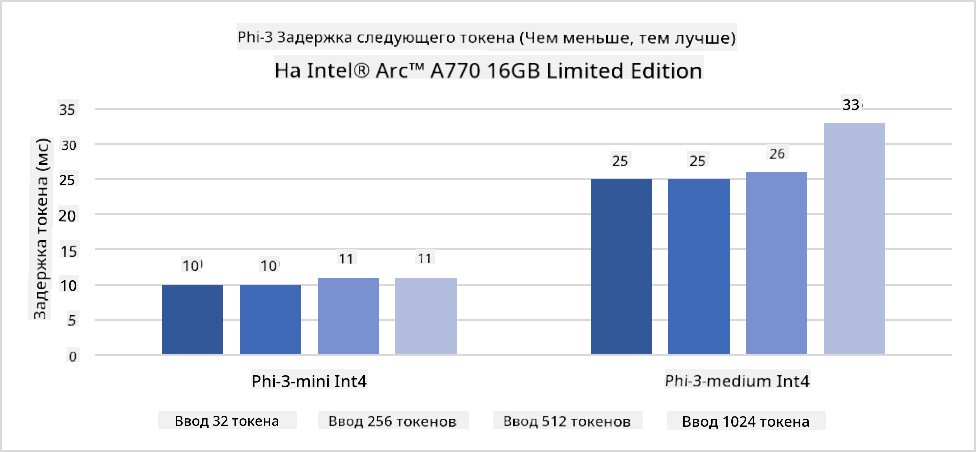 Phi-3 Задержка следующего токена (Чем меньше, тем лучше)
На Intel® Arc™ A770 16GB Limited Edition
Задержка токена (мс)
35
30
25
20
15
10
5
0
10
10
11
11
25
25
26
33
Phi-3-mini Int4
Phi-3-medium Int4
Ввод 32 токена
Ввод 256 токенов
Ввод 512 токенов
Ввод 1024 токена